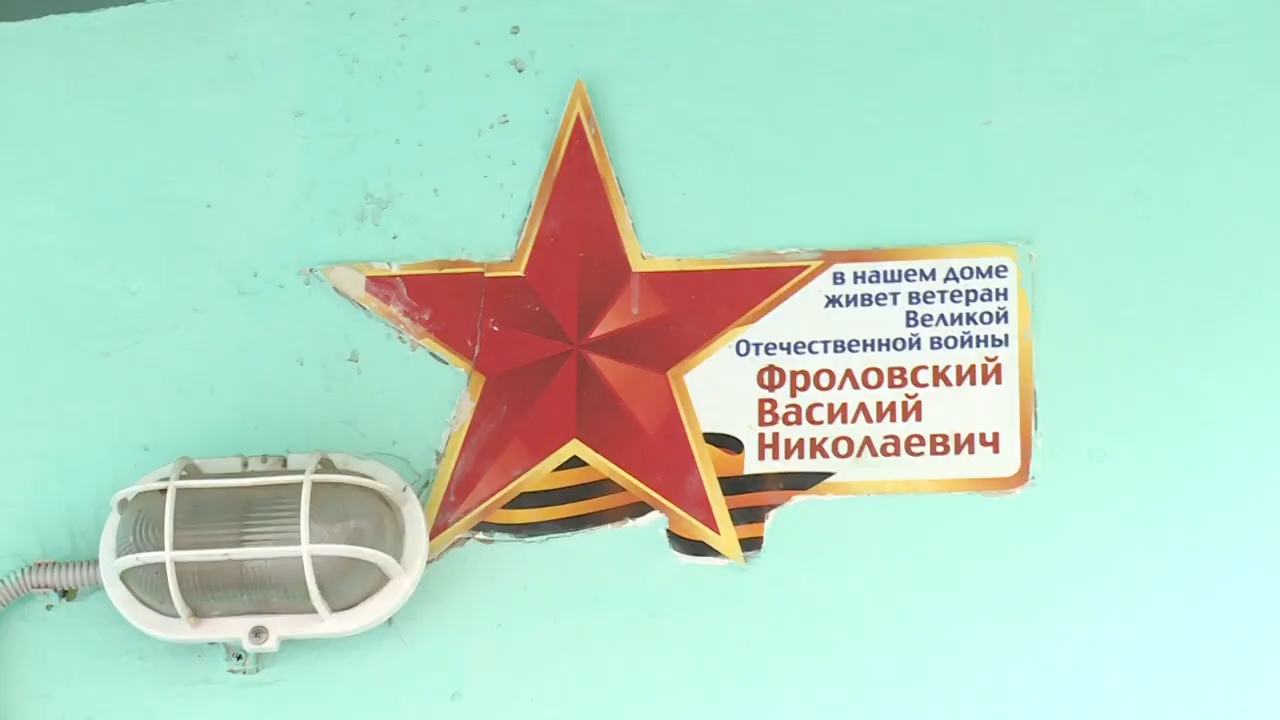 в нашем доме
живет ветеран
Великой
Отечественной войны
Фроловский
Василий
Николаевич